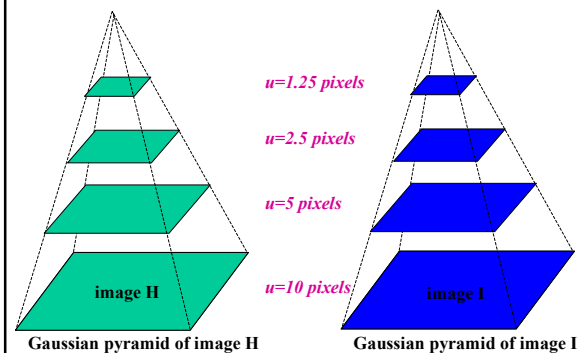 u=1.25 pixels
u=2.5 pixels
u=5 pixels
image H
u=10 pixels
image I
Gaussian pyramid of image H
Gaussian pyramid of image I